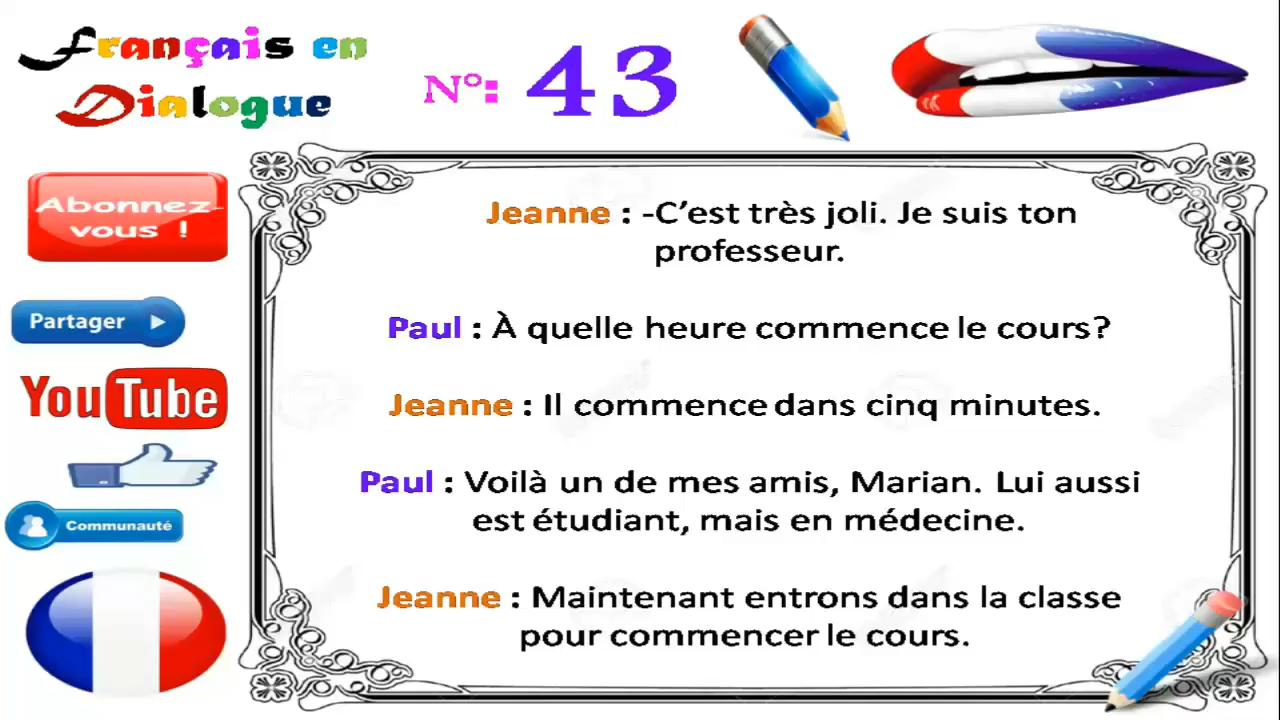 Français en
Dialogue
N°: 43
Abonnez-
vous !
Partager
YouTube
Communauté
Jeanne : -C’est très joli. Je suis ton
professeur.
Paul : À quelle heure commence le cours?
Jeanne : Il commence dans cinq minutes.
Paul : Voilà un de mes amis, Marian. Lui aussi
est étudiant, mais en médecine.
Jeanne : Maintenant entrons dans la classe
pour commencer le cours.